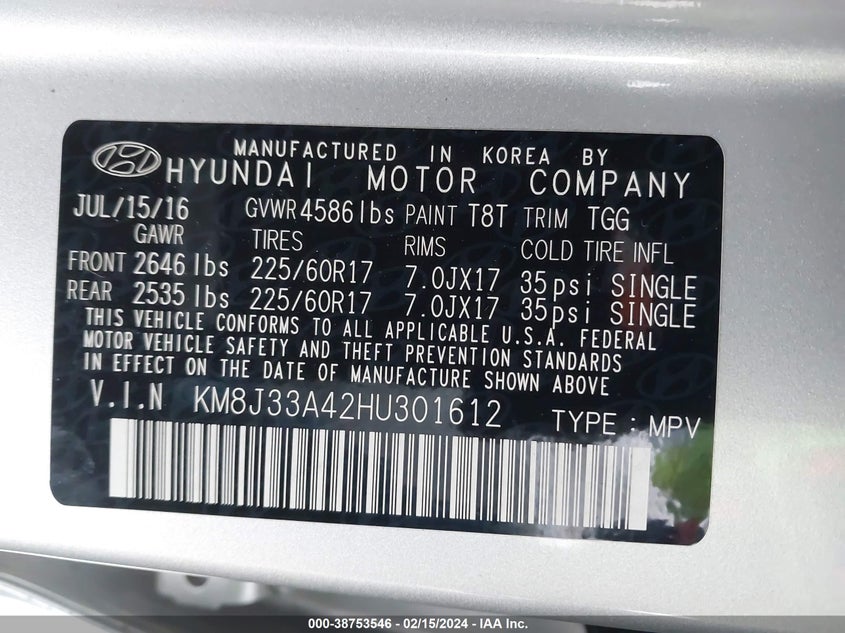 MANUFACTURED IN KOREA BY
HYUNDAI MOTOR COMPANY
JUL/15/16 GVWR 4586 lbs PAINT T8T TRIM TGG
GAWR TIRES RIMS COLD TIRE INFL
FRONT 2646 lbs 225/60R17 7.0JX17 35psi SINGLE
REAR 2535 lbs 225/60R17 7.0JX17 35psi SINGLE
THIS VEHICLE CONFORMS TO ALL APPLICABLE U.S.A. FEDERAL
MOTOR VEHICLE SAFETY AND THEFT PREVENTION STANDARDS
IN EFFECT ON THE DATE OF MANUFACTURE SHOWN ABOVE
V.I.N KM8J33A42HU301612 TYPE : MPV
000-38753546 - 02/15/2024 - IAA Inc.